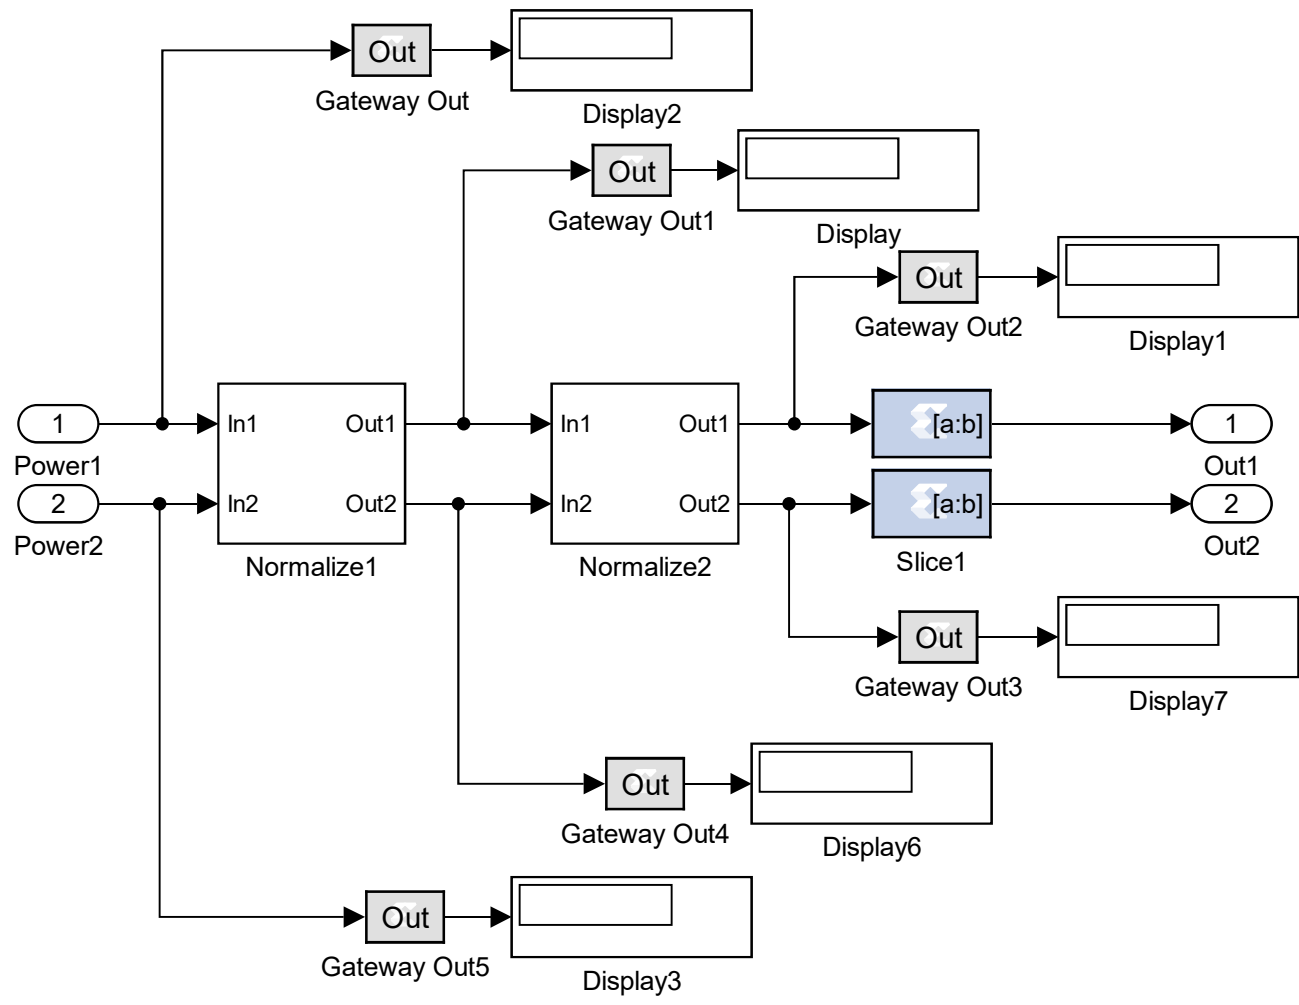 Out
Gateway Out
Display2
Out
Gateway Out1
Display
Out
Gateway Out2
Display1
1
Power1
2
Power2
In1
Out1
In2
Out2
Normalize1
In1
Out1
In2
Out2
Normalize2
[a:b]
[a:b]
Slice1
1
Out1
2
Out2
Out
Gateway Out3
Display7
Out
Gateway Out4
Display6
Out
Gateway Out5
Display3